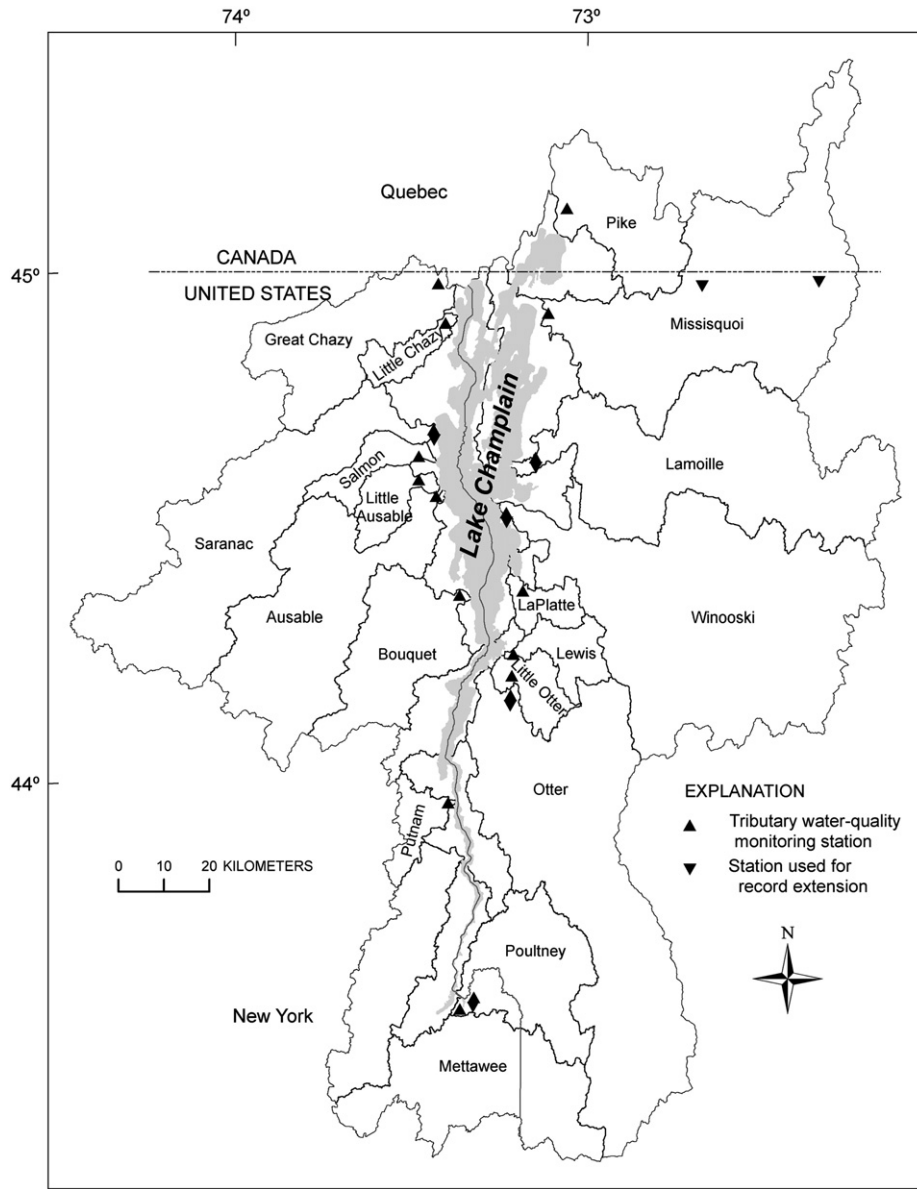 74º
73º
Quebec
Pike
45º
CANADA
UNITED STATES
Missisquoi
Great Chazy
Little Chazy
Lake Champlain
Salmon
Lamoille
Little
Ausable
Saranac
Ausable
LaPlatte
Winooski
Bouquet
Lewis
Little Otter
44º
Otter
EXPLANATION
Tributary water-quality
monitoring station
Station used for
record extension
Putnam
0 10 20 KILOMETERS
Poultney
N
New York
Mettawee